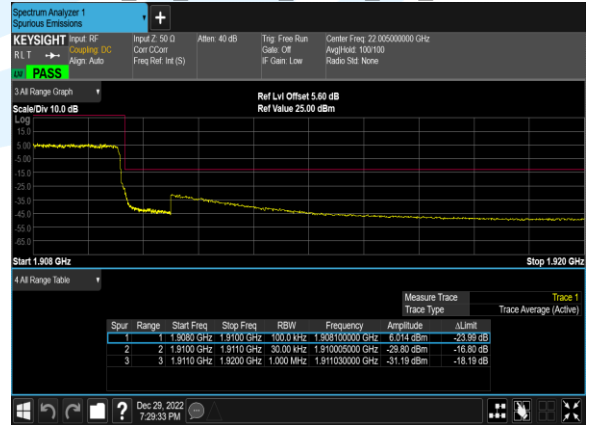 Spectrum Analyzer 1
Spurious Emissions
KEYSIGHT Input: RF Input Z: 50 Ω Atten: 40 dB Trig: Free Run Center Freq: 22.005000000 GHz
RLT Coupling: DC Corr CCorr Gate: Off Avg|Hold: 100/100
Align: Auto Freq Ref: Int (S) IF Gain: Low Radio Std: None
PASS
3 All Range Graph Ref Lvl Offset 5.60 dB
Scale/Div 10.0 dB Ref Value 25.00 dBm
Log
15.0
5.00
-5.00
-15.0
-25.0
-35.0
-45.0
-55.0
-65.0
Start 1.908 GHz Stop 1.920 GHz
4 All Range Table
Measure Trace Trace 1
Trace Type Trace Average (Active)
Spur Range Start Freq Stop Freq RBW Frequency Amplitude ΔLimit
1 1 1.9080 GHz 1.9100 GHz 100.0 kHz 1.908100000 GHz 6.014 dBm -23.99 dB
2 2 1.9100 GHz 1.9110 GHz 30.00 kHz 1.910005000 GHz -29.80 dBm -16.80 dB
3 3 1.9110 GHz 1.9200 GHz 1.000 MHz 1.911030000 GHz -31.19 dBm -18.19 dB
? Dec 29, 2022
7:29:33 PM